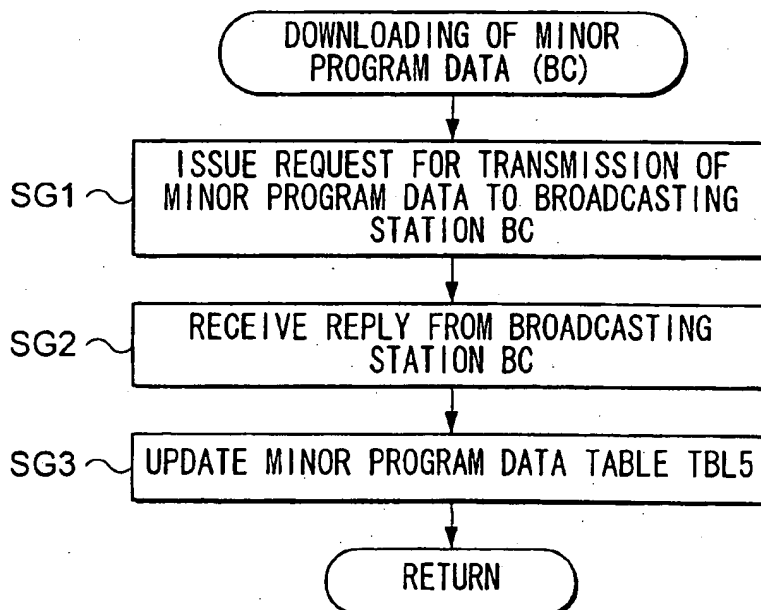 DOWNLOADING OF MINOR
PROGRAM DATA (BC)
SG1
ISSUE REQUEST FOR TRANSMISSION OF
MINOR PROGRAM DATA TO BROADCASTING
STATION BC
SG2
RECEIVE REPLY FROM BROADCASTING
STATION BC
SG3
UPDATE MINOR PROGRAM DATA TABLE TBL5
RETURN